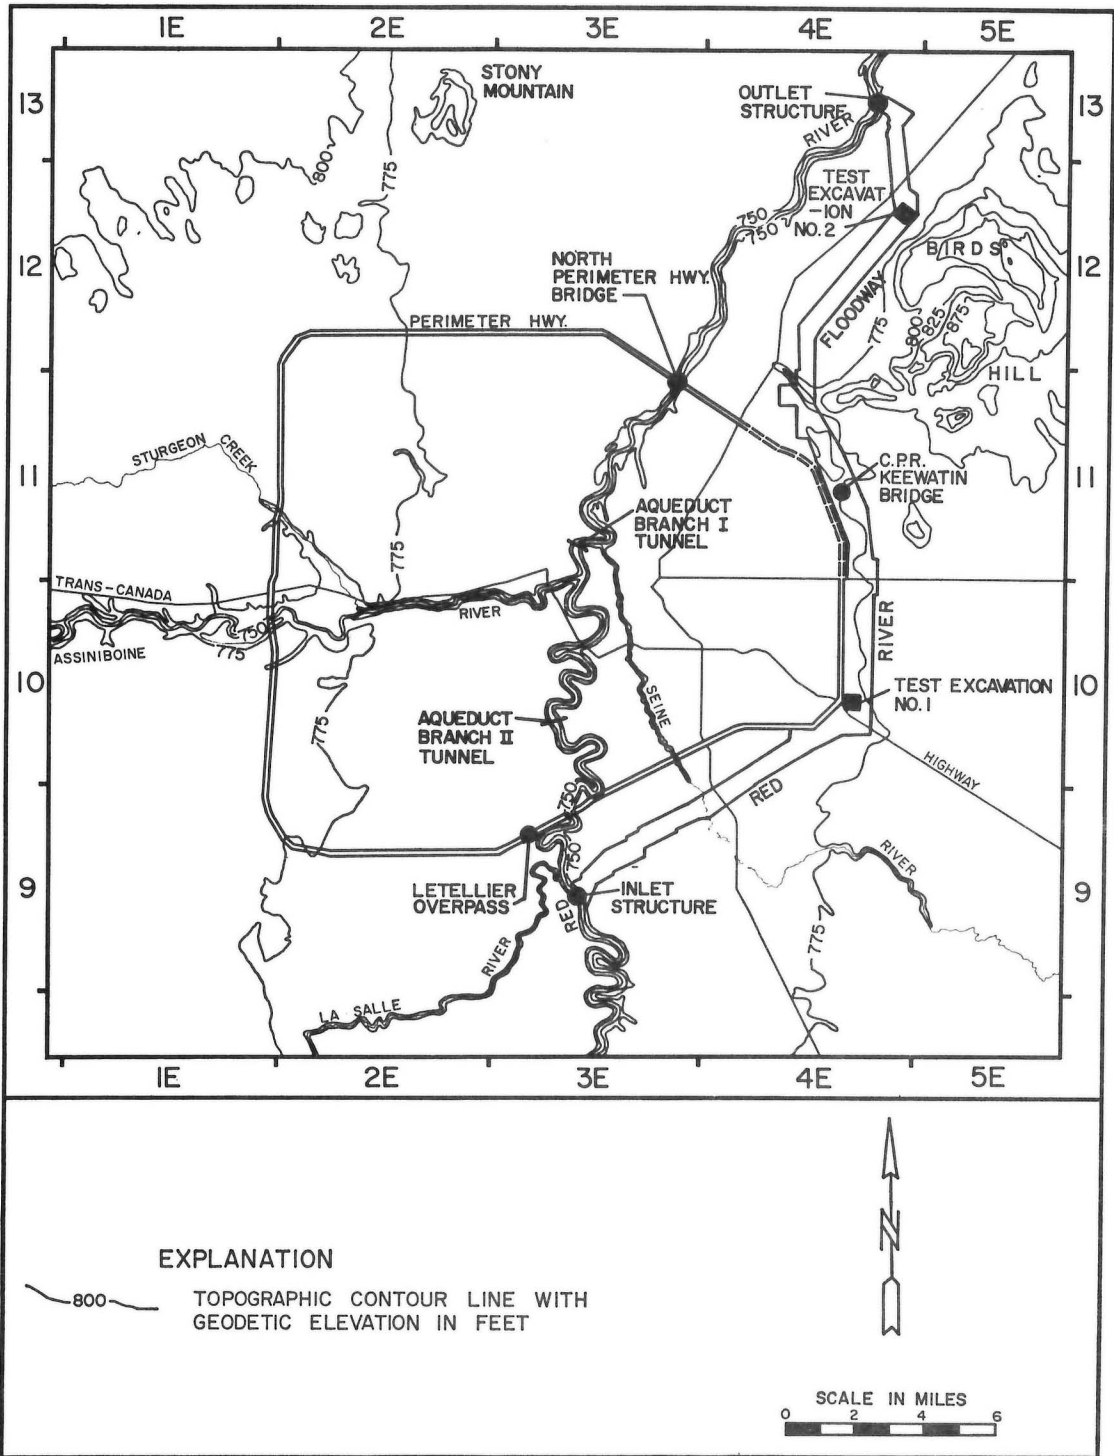 1E 2E 3E 4E 5E
13
13
STONY
MOUNTAIN
OUTLET
STRUCTURE
RIVER
800
775
TEST
EXCAVAT
-ION
NO. 2
750
750
12
12
BIRDS
NORTH
PERIMETER HWY.
BRIDGE
FLOODWAY
775
800
825
875
PERIMETER HWY.
HILL
STURGEON CREEK
11
11
C.P.R.
KEEWATIN
BRIDGE
AQUEDUCT
BRANCH I
TUNNEL
775
TRANS-CANADA
RIVER
750
775
ASSINIBOINE
RIVER
10
10
SEINE
TEST EXCAVATION
NO. 1
AQUEDUCT
BRANCH II
TUNNEL
775
HIGHWAY
RED
750
750
RIVER
9
9
LETELLIER
OVERPASS
INLET
STRUCTURE
RED
RIVER
775
LA SALLE
1E 2E 3E 4E 5E
N
EXPLANATION
800
TOPOGRAPHIC CONTOUR LINE WITH
GEODETIC ELEVATION IN FEET
SCALE IN MILES
0 2 4 6